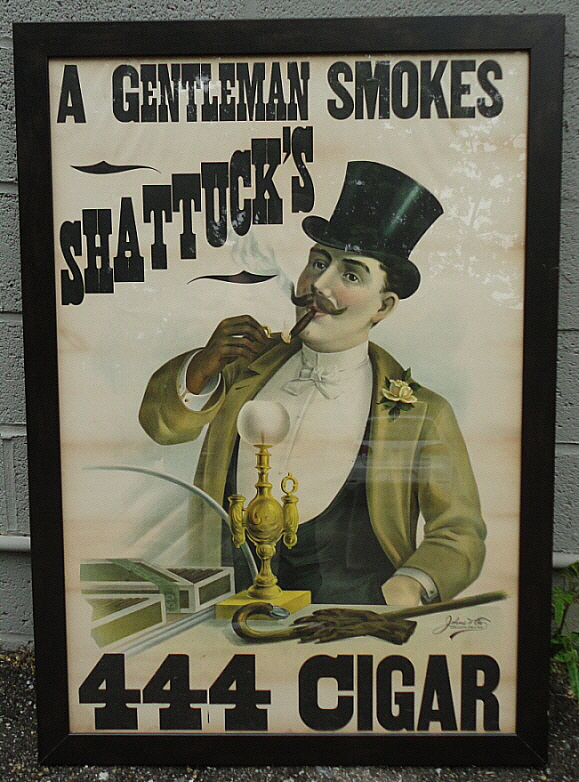 A GENTLEMAN SMOKES
SHATTUCK'S
444 CIGAR